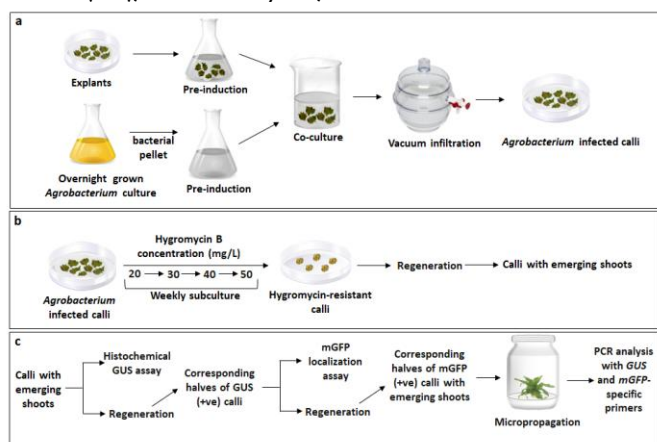 a
Explants
Pre-induction
Overnight grown
Agrobacterium culture
bacterial
pellet
Pre-induction
Co-culture
Vacuum infiltration
Agrobacterium infected calli
b
Agrobacterium
infected calli
Hygromycin B
concentration (mg/L)
20 → 30 → 40 → 50
Weekly subculture
Hygromycin-resistant
calli
Regeneration
Calli with emerging shoots
c
Calli with
emerging
shoots
Histochemical
GUS assay
Regeneration
Corresponding
halves of GUS
(+ve) calli
mGFP
localization
assay
Regeneration
Corresponding
halves of mGFP
(+ve) calli with
emerging shoots
Micropropagation
PCR analysis
with GUS
and mGFP-
specific
primers